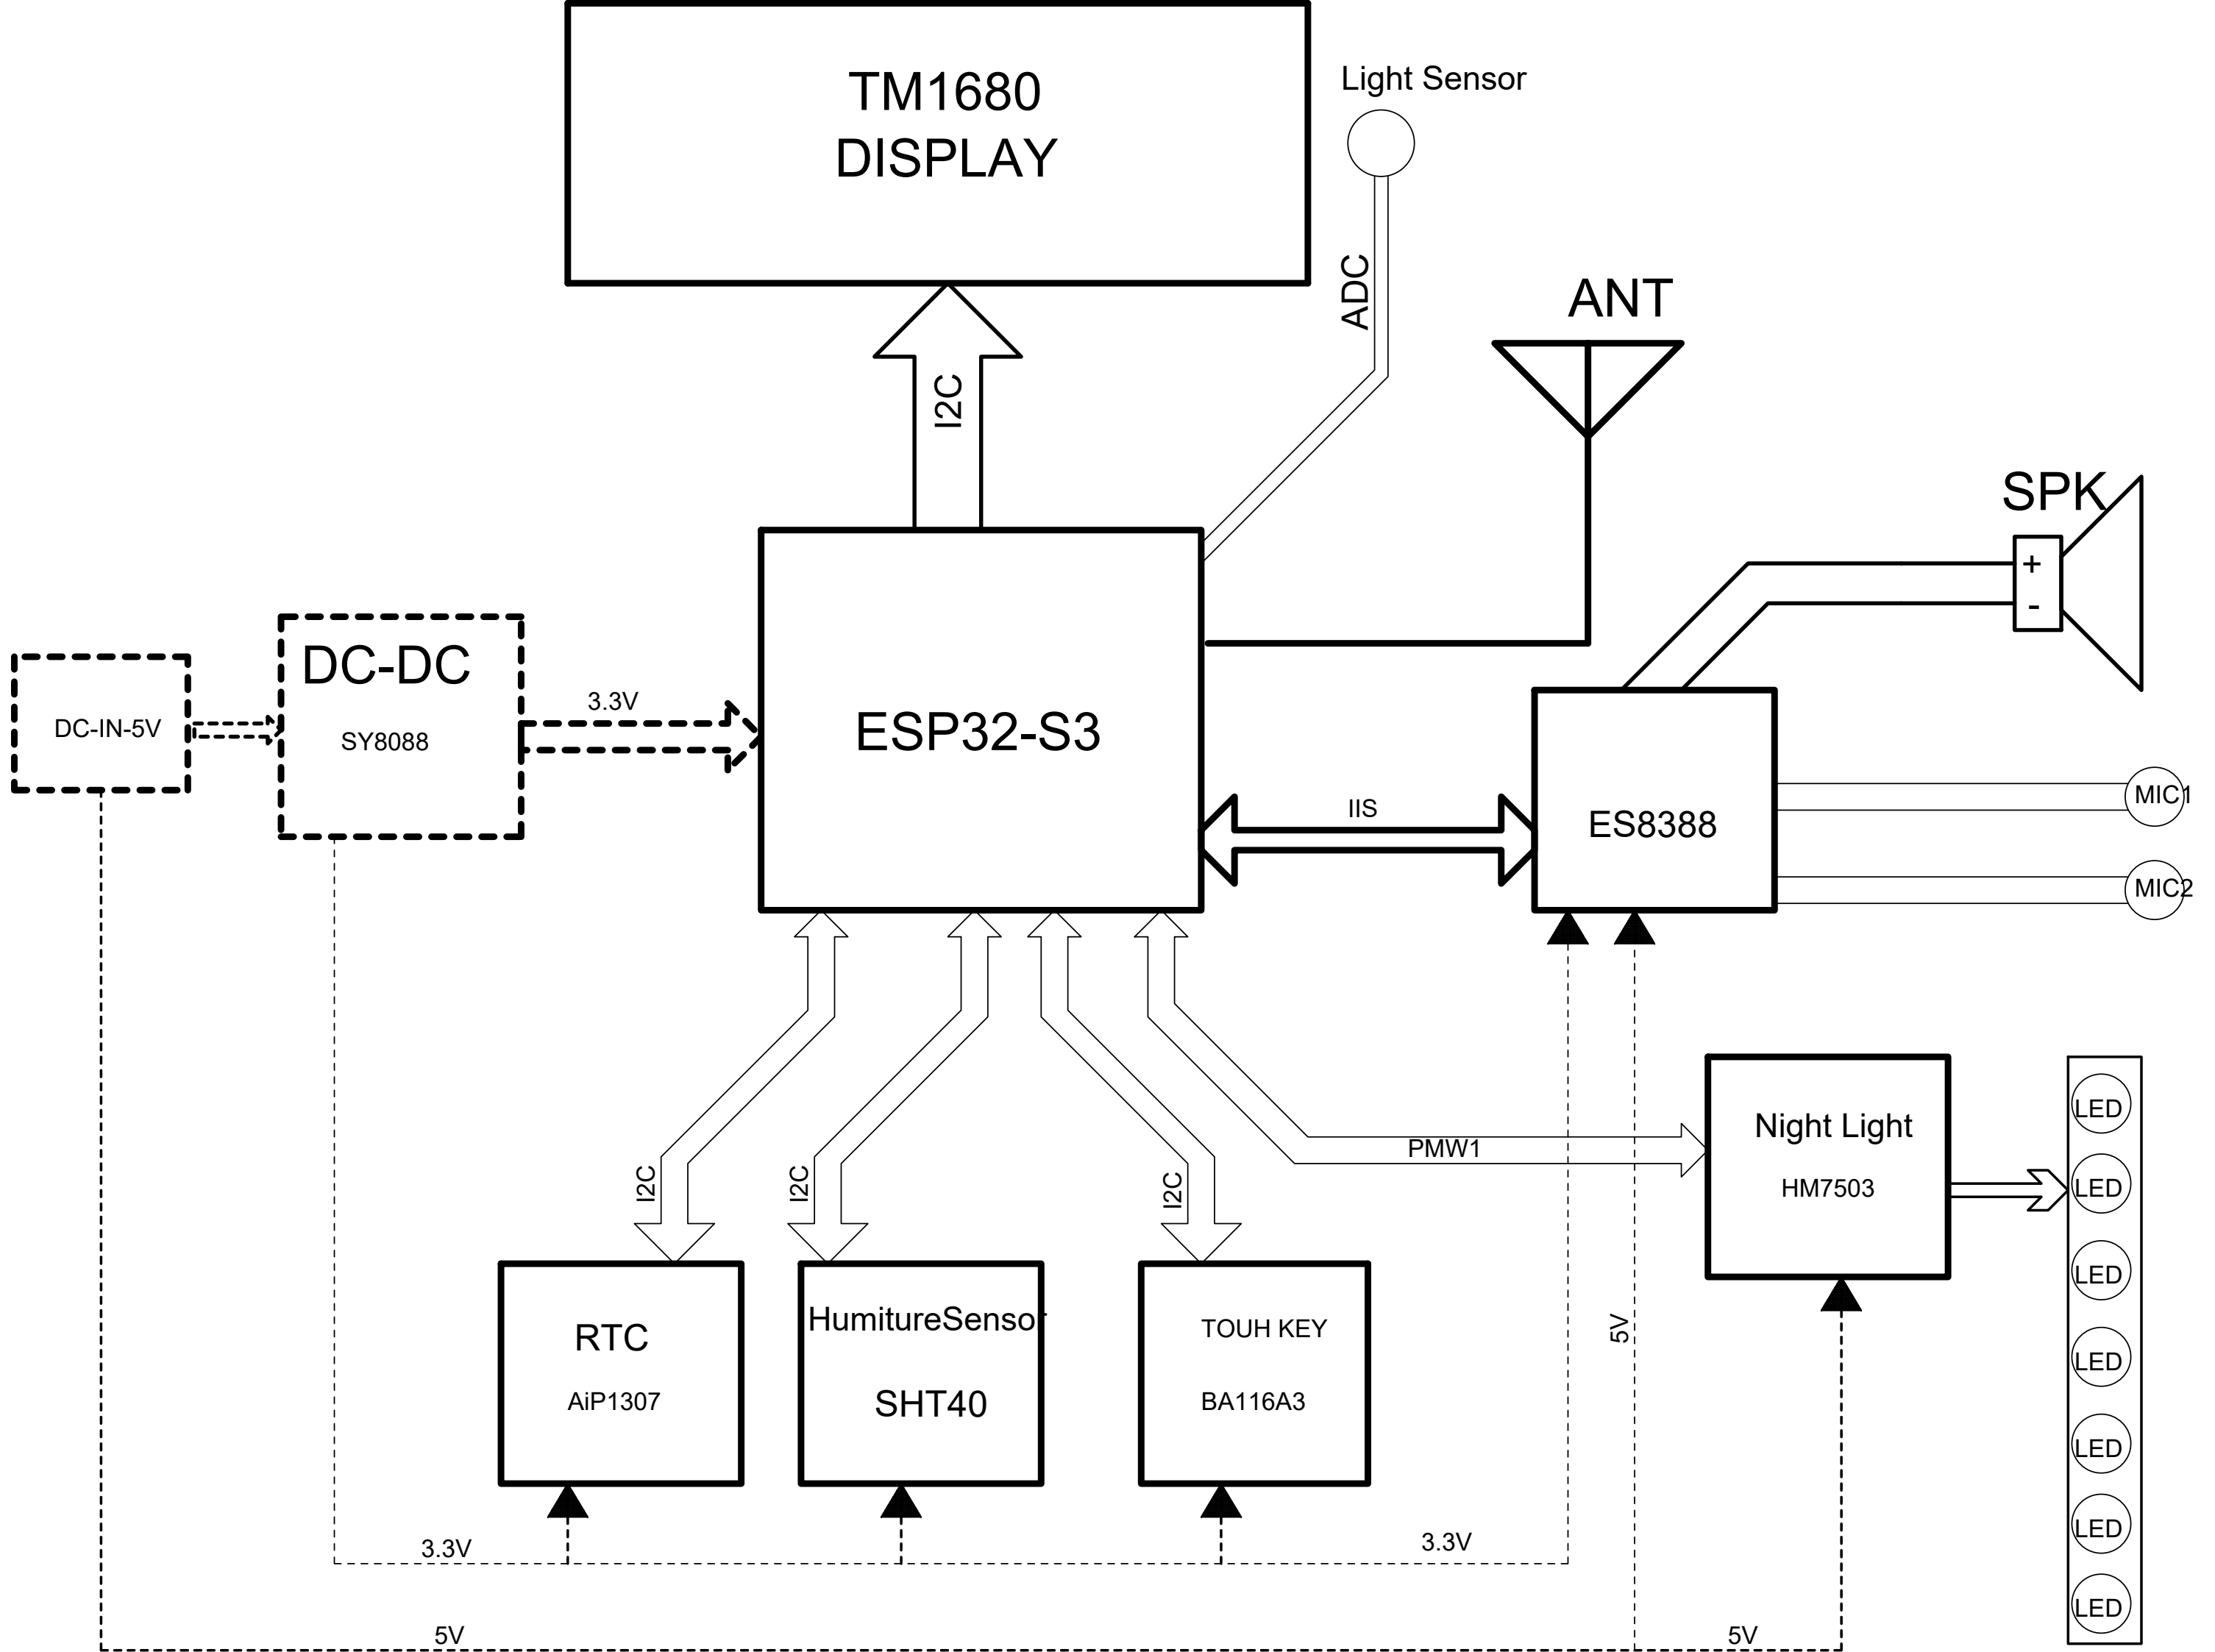 TM1680
DISPLAY
Light Sensor
ADC
ANT
I2C
SPK
+
-
DC-DC
SY8088
DC-IN-5V
3.3V
ESP32-S3
IIS
ES8388
MIC1
MIC2
I2C
I2C
I2C
PMW1
Night Light
HM7503
LED
LED
LED
LED
LED
LED
LED
RTC
AiP1307
HumitureSensor
SHT40
TOUH KEY
BA116A3
5V
3.3V
3.3V
5V
5V